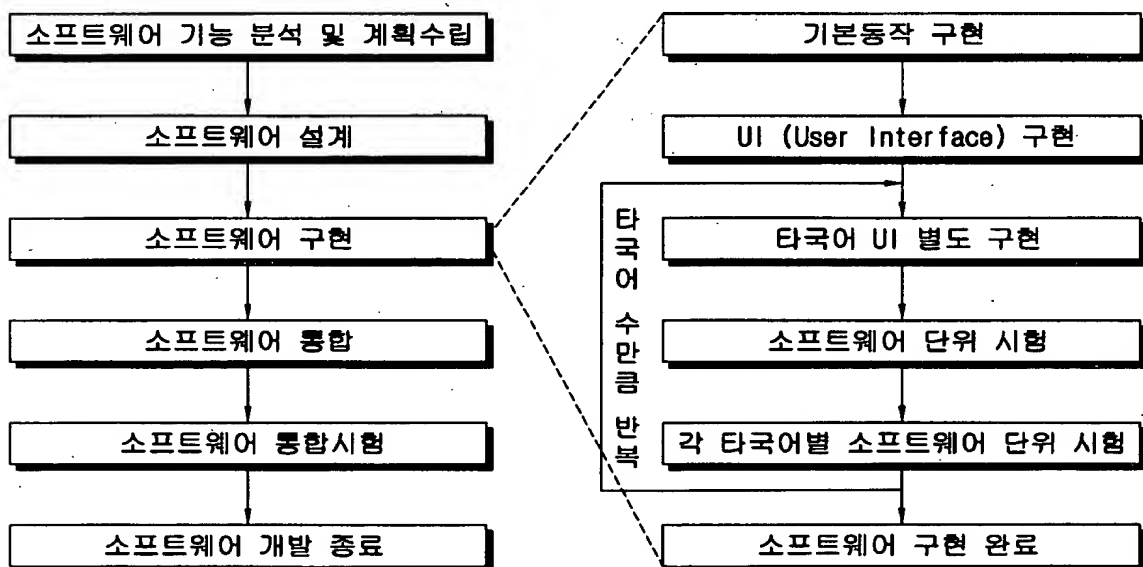 소프트웨어 기능 분석 및 계획수립
소프트웨어 설계
소프트웨어 구현
소프트웨어 통합
소프트웨어 통합시험
소프트웨어 개발 종료
기본동작 구현
UI (User Interface) 구현
타국어 UI 별도 구현
소프트웨어 단위 시험
각 타국어별 소프트웨어 단위 시험
소프트웨어 구현 완료
타국어 수만큼 반복